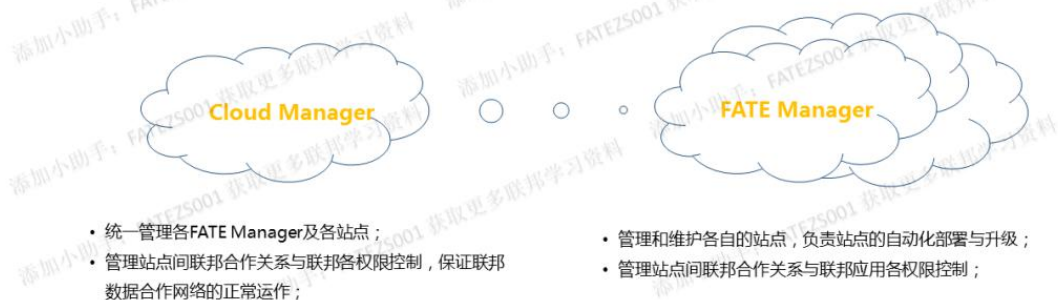 Cloud Manager
FATE Manager
• 统一管理各FATE Manager及各站点；
• 管理站点间联邦合作关系与联邦各权限控制，保证联邦
数据合作网络的正常运作；
• 管理和维护各自的站点，负责站点的自动化部署与升级；
• 管理站点间联邦合作关系与联邦应用各权限控制；
添加小助手：FATEZS001 获取更多联邦学习资料